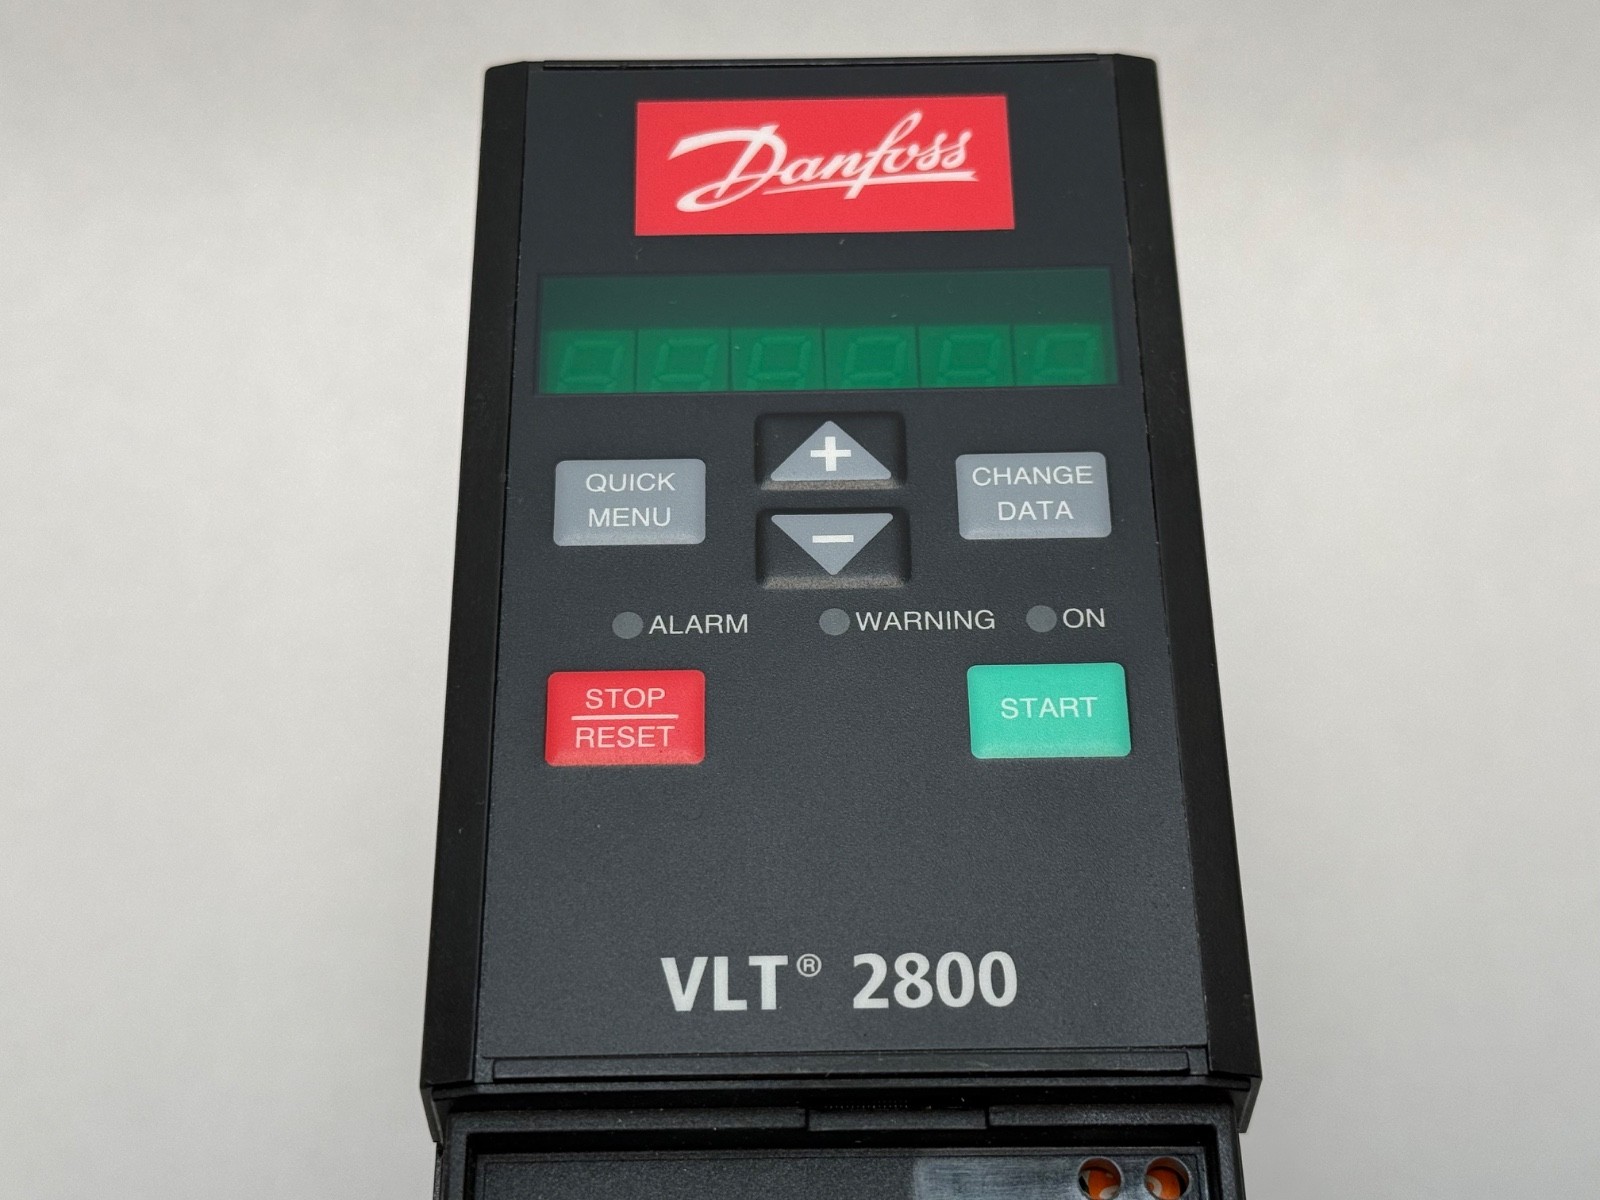 Danfoss
+
QUICK
MENU
CHANGE
DATA
-
ALARM
WARNING
ON
STOP
RESET
START
VLT® 2800